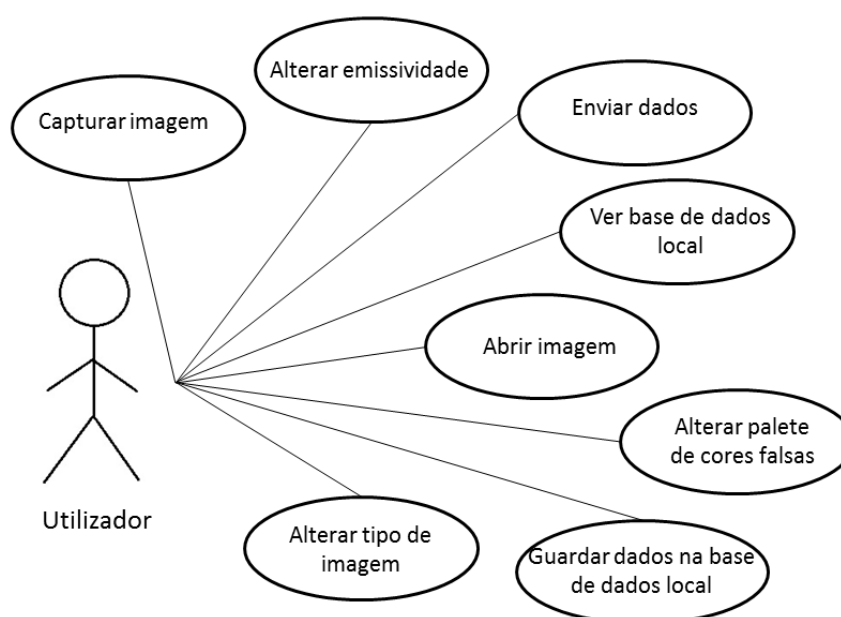 Alterar emissividade
Capturar imagem
Enviar dados
Ver base de dados
local
Abrir imagem
Alterar palete
de cores falsas
Utilizador
Alterar tipo de
imagem
Guardar dados na base
de dados local